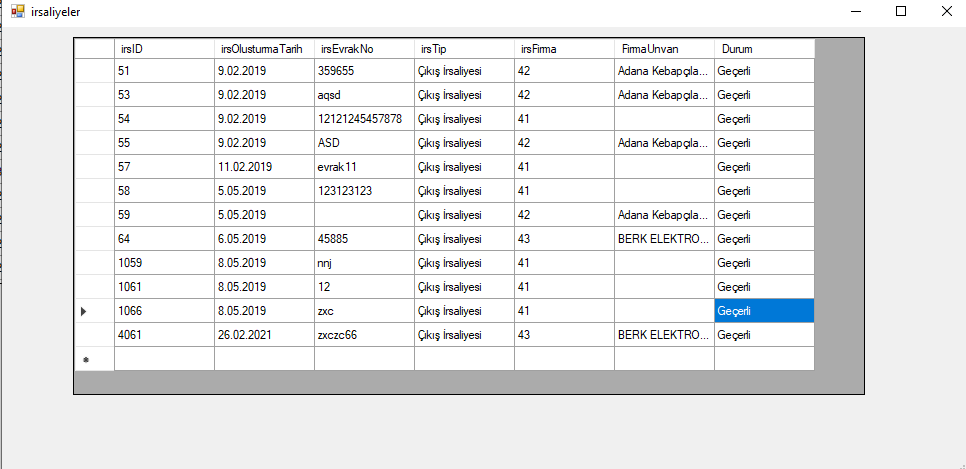 irsaliyeler
irsID irsOlusturmaTarih irsEvrakNo irsTip irsFirma FirmaUnvan Durum
51 9.02.2019 359655 Çıkış İrsaliyesi 42 Adana Kebapçıla... Geçerli
53 9.02.2019 aqsd Çıkış İrsaliyesi 42 Adana Kebapçıla... Geçerli
54 9.02.2019 12121245457878 Çıkış İrsaliyesi 41 Geçerli
55 9.02.2019 ASD Çıkış İrsaliyesi 42 Adana Kebapçıla... Geçerli
57 11.02.2019 evrak11 Çıkış İrsaliyesi 41 Geçerli
58 5.05.2019 123123123 Çıkış İrsaliyesi 41 Geçerli
59 5.05.2019 Çıkış İrsaliyesi 42 Adana Kebapçıla... Geçerli
64 6.05.2019 45885 Çıkış İrsaliyesi 43 BERK ELEKTRO... Geçerli
1059 8.05.2019 nnj Çıkış İrsaliyesi 41 Geçerli
1061 8.05.2019 12 Çıkış İrsaliyesi 41 Geçerli
1066 8.05.2019 zxc Çıkış İrsaliyesi 41 Geçerli
4061 26.02.2021 zxczc66 Çıkış İrsaliyesi 43 BERK ELEKTRO... Geçerli